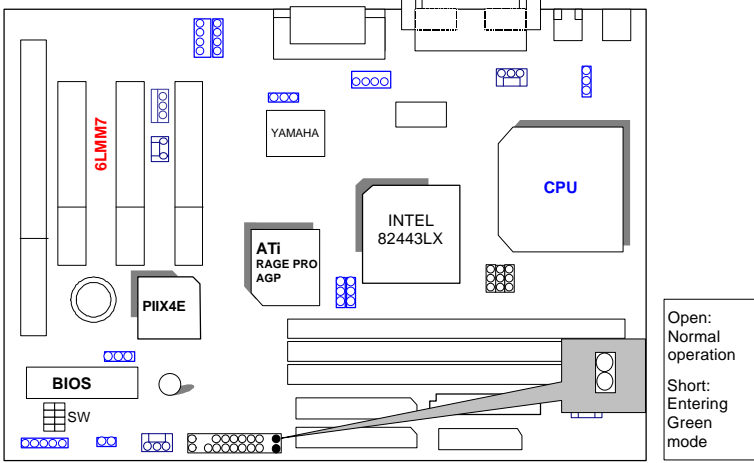 6LMM7
YAMAHA
CPU
INTEL
82443LX
ATi
RAGE PRO
AGP
PIIX4E
BIOS
SW
Open:
Normal
operation
Short:
Entering
Green
mode